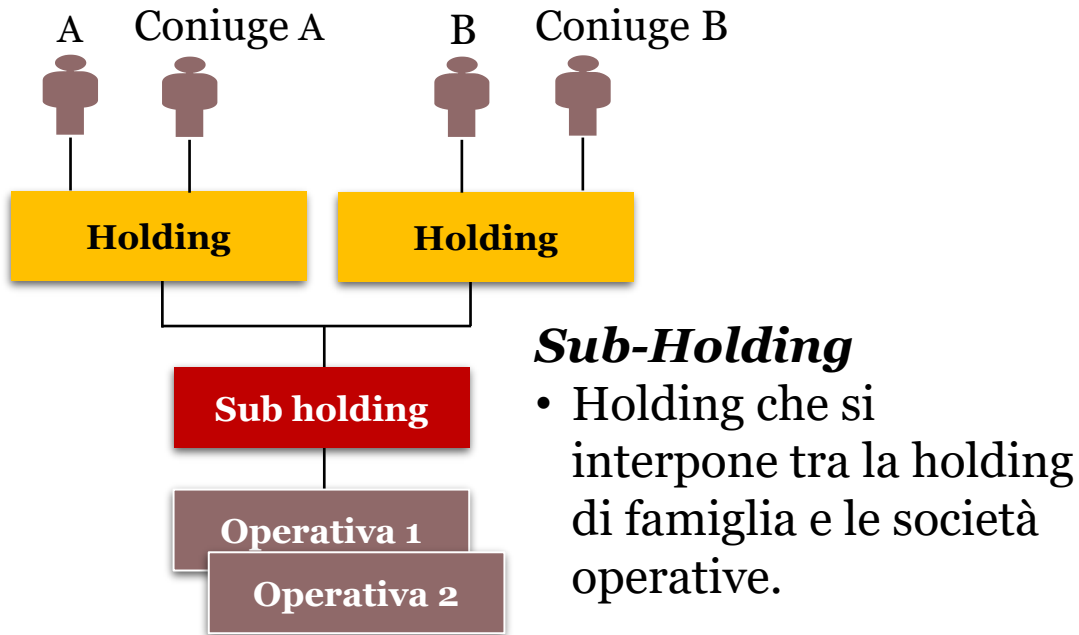 A
Coniuge A
B
Coniuge B
Holding
Holding
Sub holding
Operativa 1
Operativa 2
Sub-Holding
• Holding che si
interpone tra la holding
di famiglia e le società
operative.